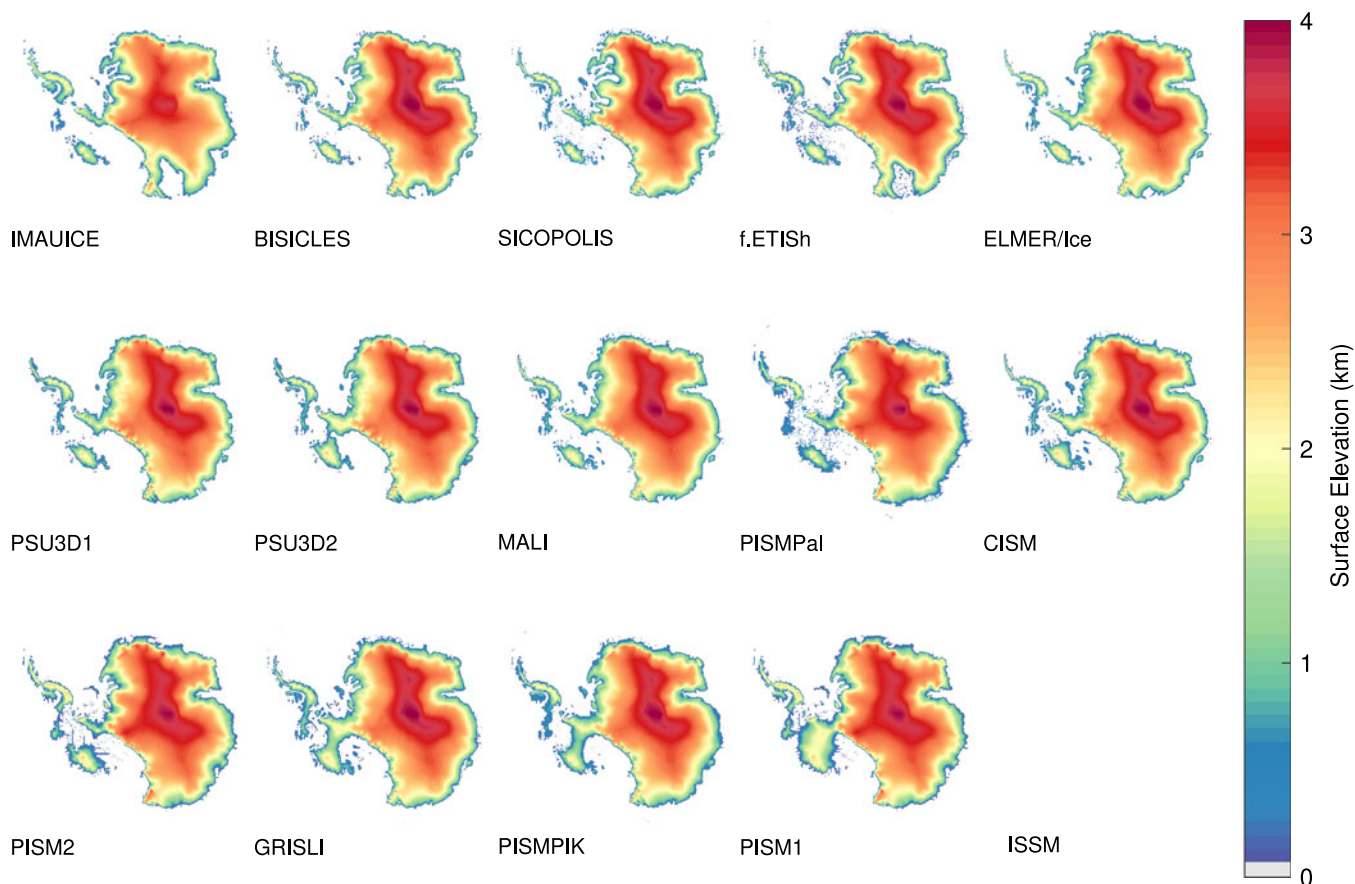 4
IMAUICE BISICLES SICOPOLIS f.ETISh ELMER/Ice
3
Surface Elevation (km)
2
PSU3D1 PSU3D2 MALI PISMPal CISM
1
PISM2 GRISLI PISMPIK PISM1 ISSM
0